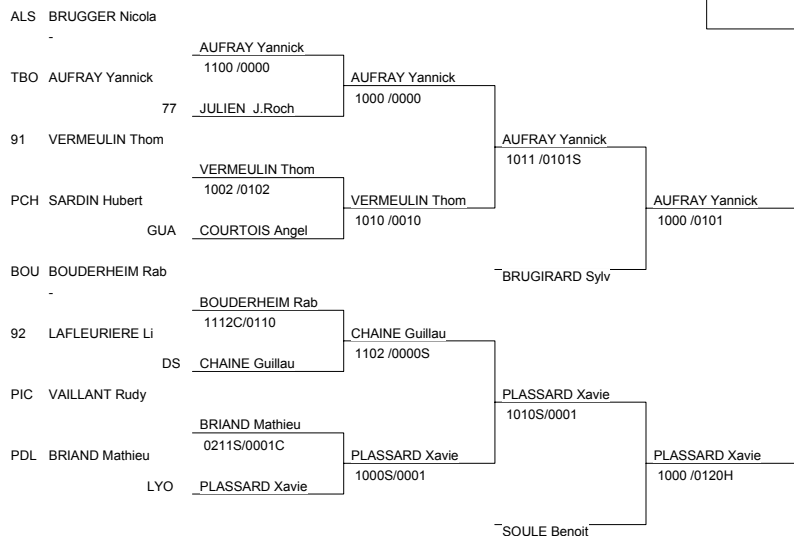 ALS BRUGGER Nicola
-
AUFRAY Yannick
1100 /0000
TBO AUFRAY Yannick
AUFRAY Yannick
1000 /0000
77 JULIEN J.Roch
91 VERMEULIN Thom
AUFRAY Yannick
1011 /0101S
VERMEULIN Thom
1002 /0102
PCH SARDIN Hubert
VERMEULIN Thom
1010 /0010
AUFRAY Yannick
1000 /0101
GUA COURTOIS Angel
BOU BOUDERHEIM Rab
-
BRUGIRARD Sylv
BOUDERHEIM Rab
1112C/0110
92 LAFLEURIERE Li
CHAINE Guillau
1102 /0000S
DS CHAINE Guillau
PIC VAILLANT Rudy
PLASSARD Xavie
1010S/0001
BRIAND Mathieu
0211S/0001C
PDL BRIAND Mathieu
PLASSARD Xavie
1000S/0001
PLASSARD Xavie
1000 /0120H
LYO PLASSARD Xavie
SOULE Benoit